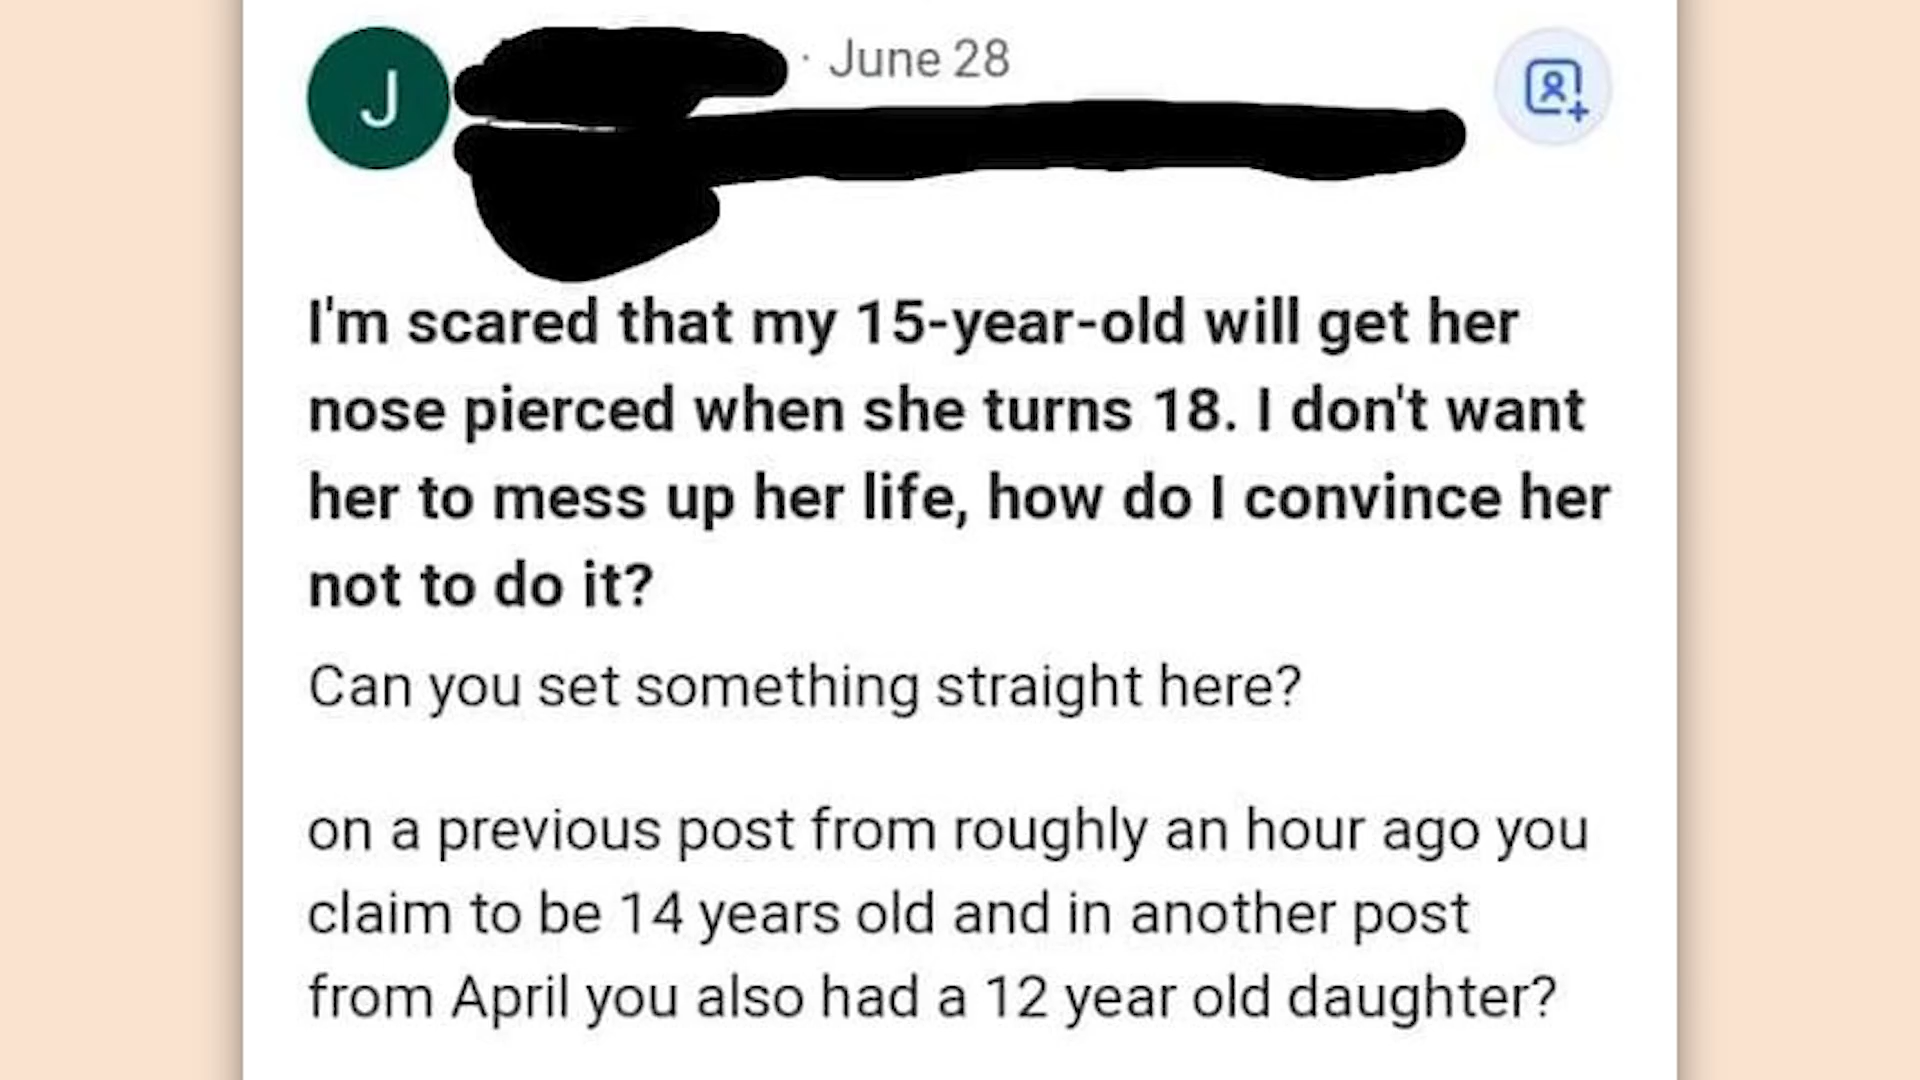 J
· June 28
I'm scared that my 15-year-old will get her
nose pierced when she turns 18. I don't want
her to mess up her life, how do I convince her
not to do it?
Can you set something straight here?
on a previous post from roughly an hour ago you
claim to be 14 years old and in another post
from April you also had a 12 year old daughter?